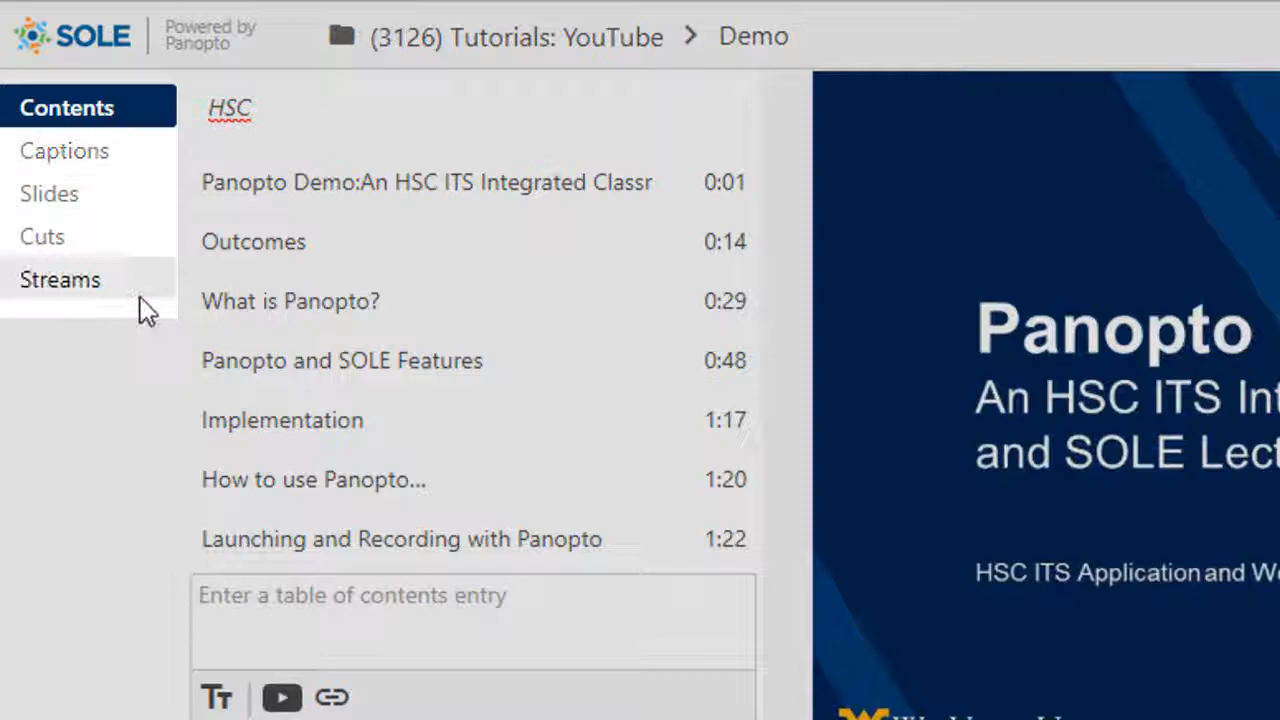 SOLE
Powered by
Panopto
(3126) Tutorials: YouTube > Demo
Contents
Captions
Slides
Cuts
Streams
HSC
Panopto Demo:An HSC ITS Integrated Classr 0:01
Outcomes 0:14
What is Panopto? 0:29
Panopto and SOLE Features 0:48
Implementation 1:17
How to use Panopto... 1:20
Launching and Recording with Panopto 1:22
Enter a table of contents entry
TT
Panopto
An HSC ITS Int
and SOLE Lect
HSC ITS Application and We